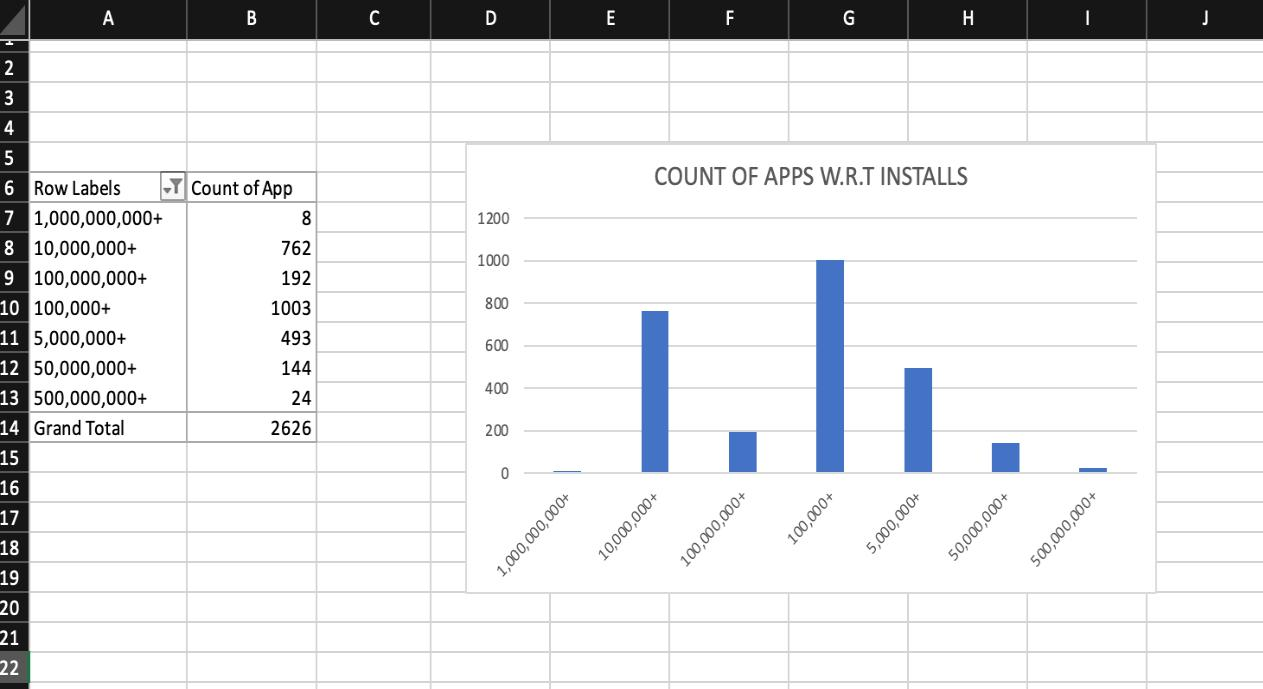 A B C D E F G H I J
1
2
3
4
5
6 Row Labels Count of App
7 1,000,000,000+ 8
8 10,000,000+ 762
9 100,000,000+ 192
10 100,000+ 1003
11 5,000,000+ 493
12 50,000,000+ 144
13 500,000,000+ 24
14 Grand Total 2626
15
16
17
18
19
20
21
22
COUNT OF APPS W.R.T INSTALLS
1200
1000
800
600
400
200
0
1,000,000,000+ 10,000,000+ 100,000,000+ 100,000+ 5,000,000+ 50,000,000+ 500,000,000+